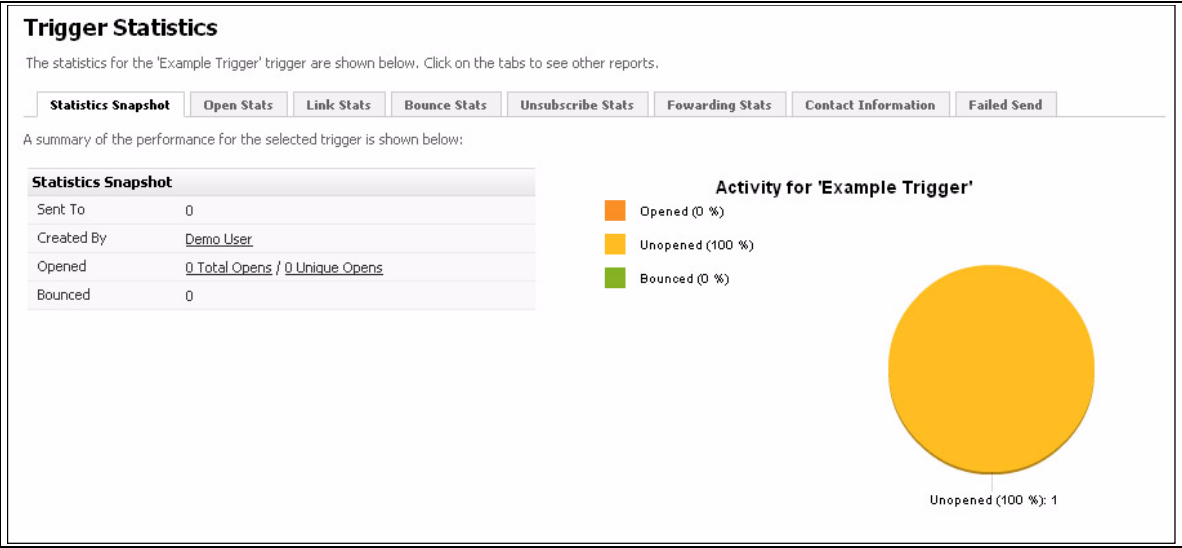 Trigger Statistics
The statistics for the 'Example Trigger' trigger are shown below. Click on the tabs to see other reports.
Statistics Snapshot Open Stats Link Stats Bounce Stats Unsubscribe Stats Fowarding Stats Contact Information Failed Send
A summary of the performance for the selected trigger is shown below:
Statistics Snapshot
Sent To 0
Created By Demo User
Opened 0 Total Opens / 0 Unique Opens
Bounced 0
Activity for 'Example Trigger'
Opened (0 %)
Unopened (100 %)
Bounced (0 %)
Unopened (100 %): 1